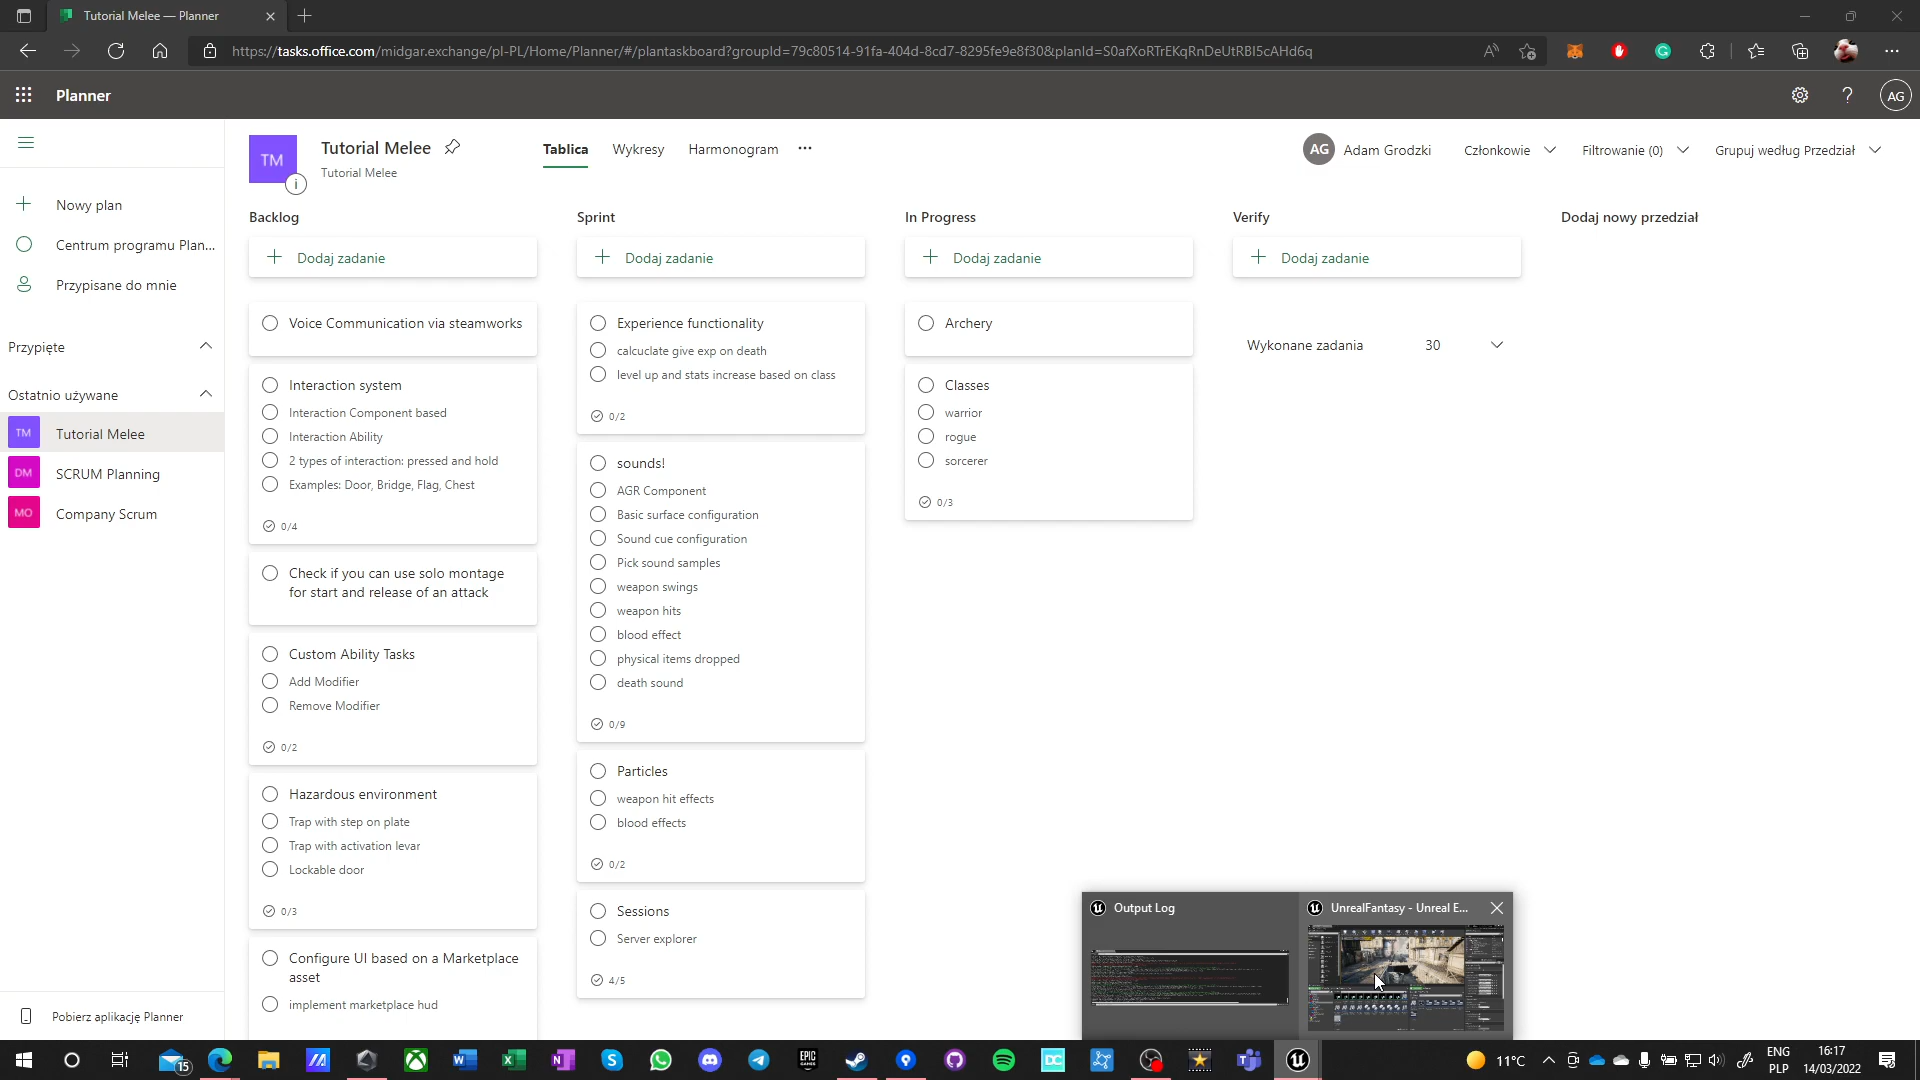 Tutorial Melee — Planner
https://tasks.office.com/midgar.exchange/pl-PL/Home/Planner/#/plantaskboard?groupId=79c80514-91fa-404d-8cd7-8295fe9e8f30&planId=S0afXoRTrEKqRnDeUtRBI5cAHd6q
Planner
AG
TM
Tutorial Melee
Tutorial Melee
Tablica
Wykresy
Harmonogram
AG
Adam Grodzki
Członkowie
Filtrowanie (0)
Grupuj według Przedział
Nowy plan
Centrum programu Plan...
Przypisane do mnie
Przypięte
Ostatnio używane
TM
Tutorial Melee
DM
SCRUM Planning
MO
Company Scrum
Pobierz aplikację Planner
Backlog
Dodaj zadanie
Voice Communication via steamworks
Interaction system
Interaction Component based
Interaction Ability
2 types of interaction: pressed and hold
Examples: Door, Bridge, Flag, Chest
0/4
Check if you can use solo montage
for start and release of an attack
Custom Ability Tasks
Add Modifier
Remove Modifier
0/2
Hazardous environment
Trap with step on plate
Trap with activation levar
Lockable door
0/3
Configure UI based on a Marketplace
asset
implement marketplace hud
Sprint
Dodaj zadanie
Experience functionality
calcuclate give exp on death
level up and stats increase based on class
0/2
sounds!
AGR Component
Basic surface configuration
Sound cue configuration
Pick sound samples
weapon swings
weapon hits
blood effect
physical items dropped
death sound
0/9
Particles
weapon hit effects
blood effects
0/2
Sessions
Server explorer
4/5
In Progress
Dodaj zadanie
Archery
Classes
warrior
rogue
sorcerer
0/3
Verify
Dodaj zadanie
Wykonane zadania
30
Dodaj nowy przedział
Output Log
UnrealFantasy - Unreal E...
15
EPIC
GAMES
DC
11°C
ENG
PLP
16:17
14/03/2022